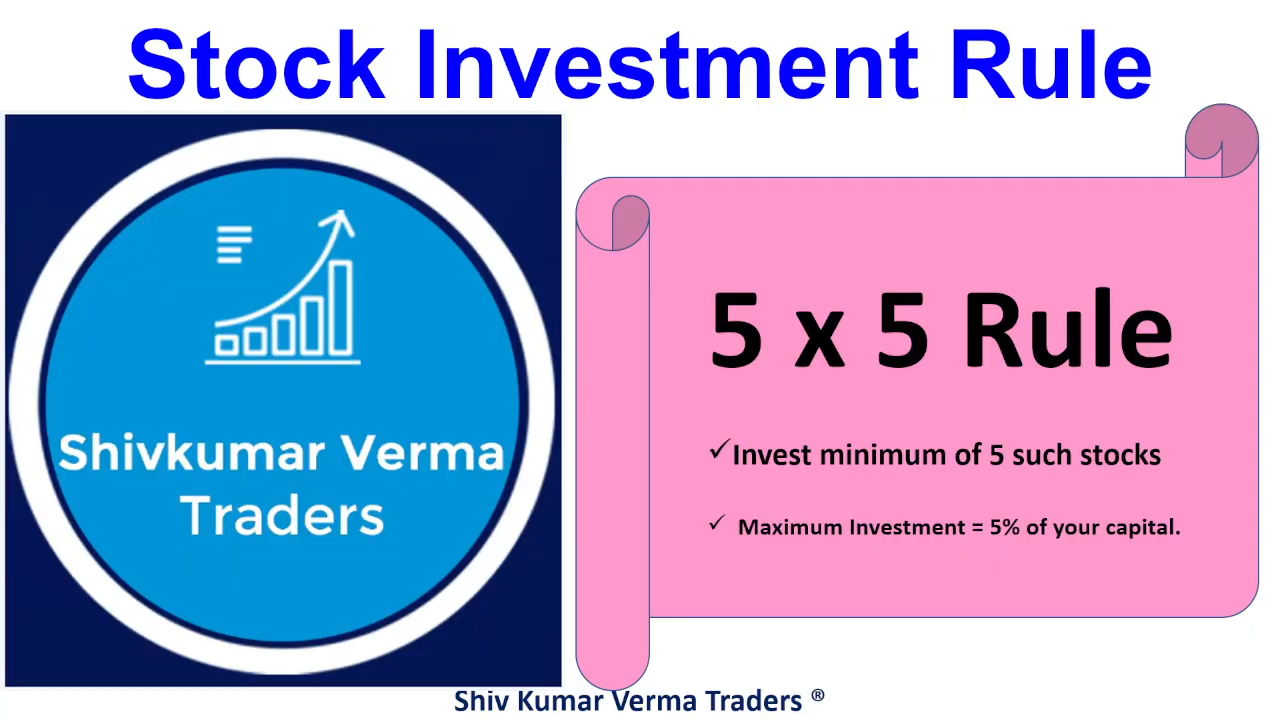 Stock Investment Rule
Shivkumar Verma
Traders
5 x 5 Rule
✓Invest minimum of 5 such stocks
✓ Maximum Investment = 5% of your capital.
Shiv Kumar Verma Traders ®